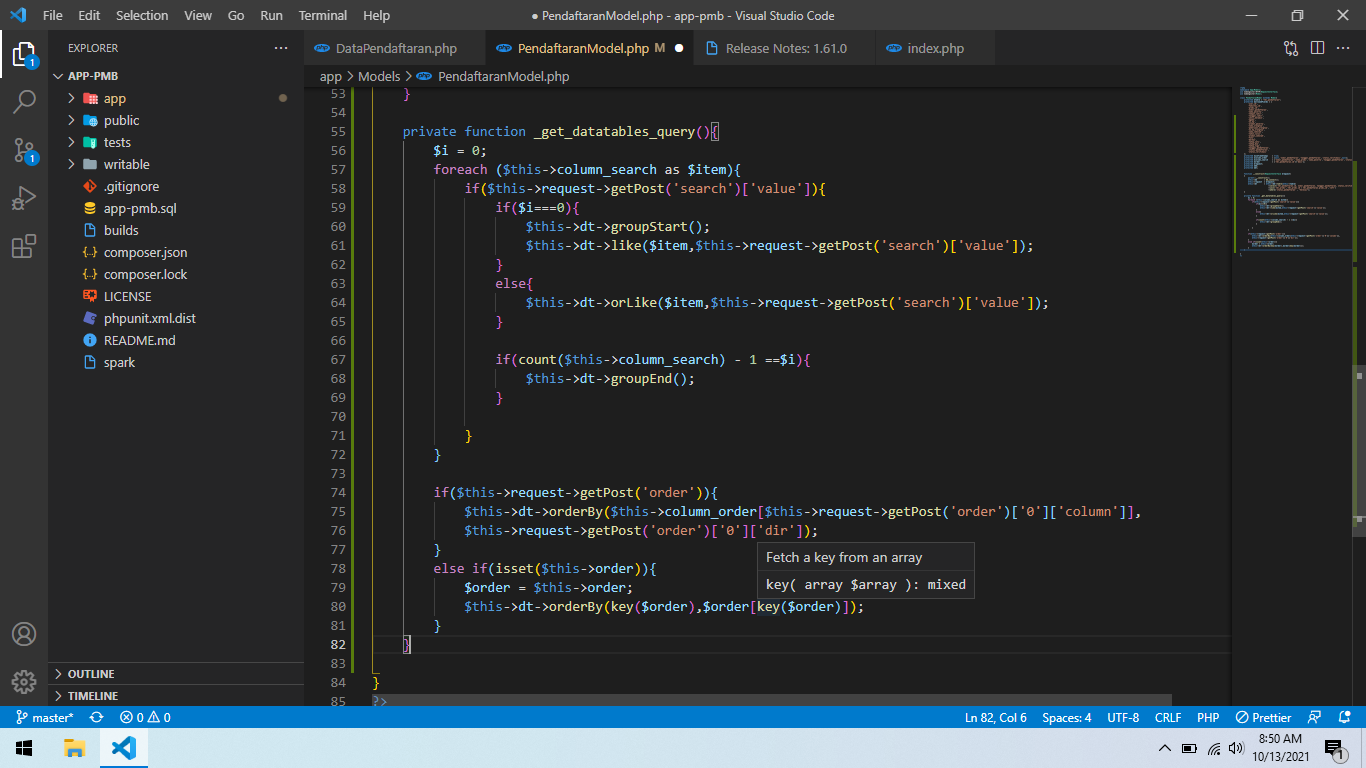 File Edit Selection View Go Run Terminal Help ● PendaftaranModel.php - app-pmb - Visual Studio Code
EXPLORER ···
DataPendaftaran.php PendaftaranModel.php M ● Release Notes: 1.61.0 index.php
app > Models > PendaftaranModel.php
APP-PMB
app
public
tests
writable
.gitignore
app-pmb.sql
builds
composer.json
composer.lock
LICENSE
phpunit.xml.dist
README.md
spark
OUTLINE
TIMELINE
53 }
54
55 private function _get_datatables_query(){
56 $i = 0;
57 foreach ($this->column_search as $item){
58 if($this->request->getPost('search')['value']){
59 if($i===0){
60 $this->dt->groupStart();
61 $this->dt->like($item,$this->request->getPost('search')['value']);
62 }
63 else{
64 $this->dt->orLike($item,$this->request->getPost('search')['value']);
65 }
66
67 if(count($this->column_search) - 1 ==$i){
68 $this->dt->groupEnd();
69 }
70
71 }
72 }
73
74 if($this->request->getPost('order')){
75 $this->dt->orderBy($this->column_order[$this->request->getPost('order')['0']['column']],
76 $this->request->getPost('order')['0']['dir']);
77 }
78 else if(isset($this->order)){
79 $order = $this->order;
80 $this->dt->orderBy(key($order),$order[key($order)]);
81 }
82 }
83
84 }
85 ?>
Fetch a key from an array
key( array $array ): mixed
1
1
master* 0 0 Ln 82, Col 6 Spaces: 4 UTF-8 CRLF PHP Prettier
8:50 AM
10/13/2021
1